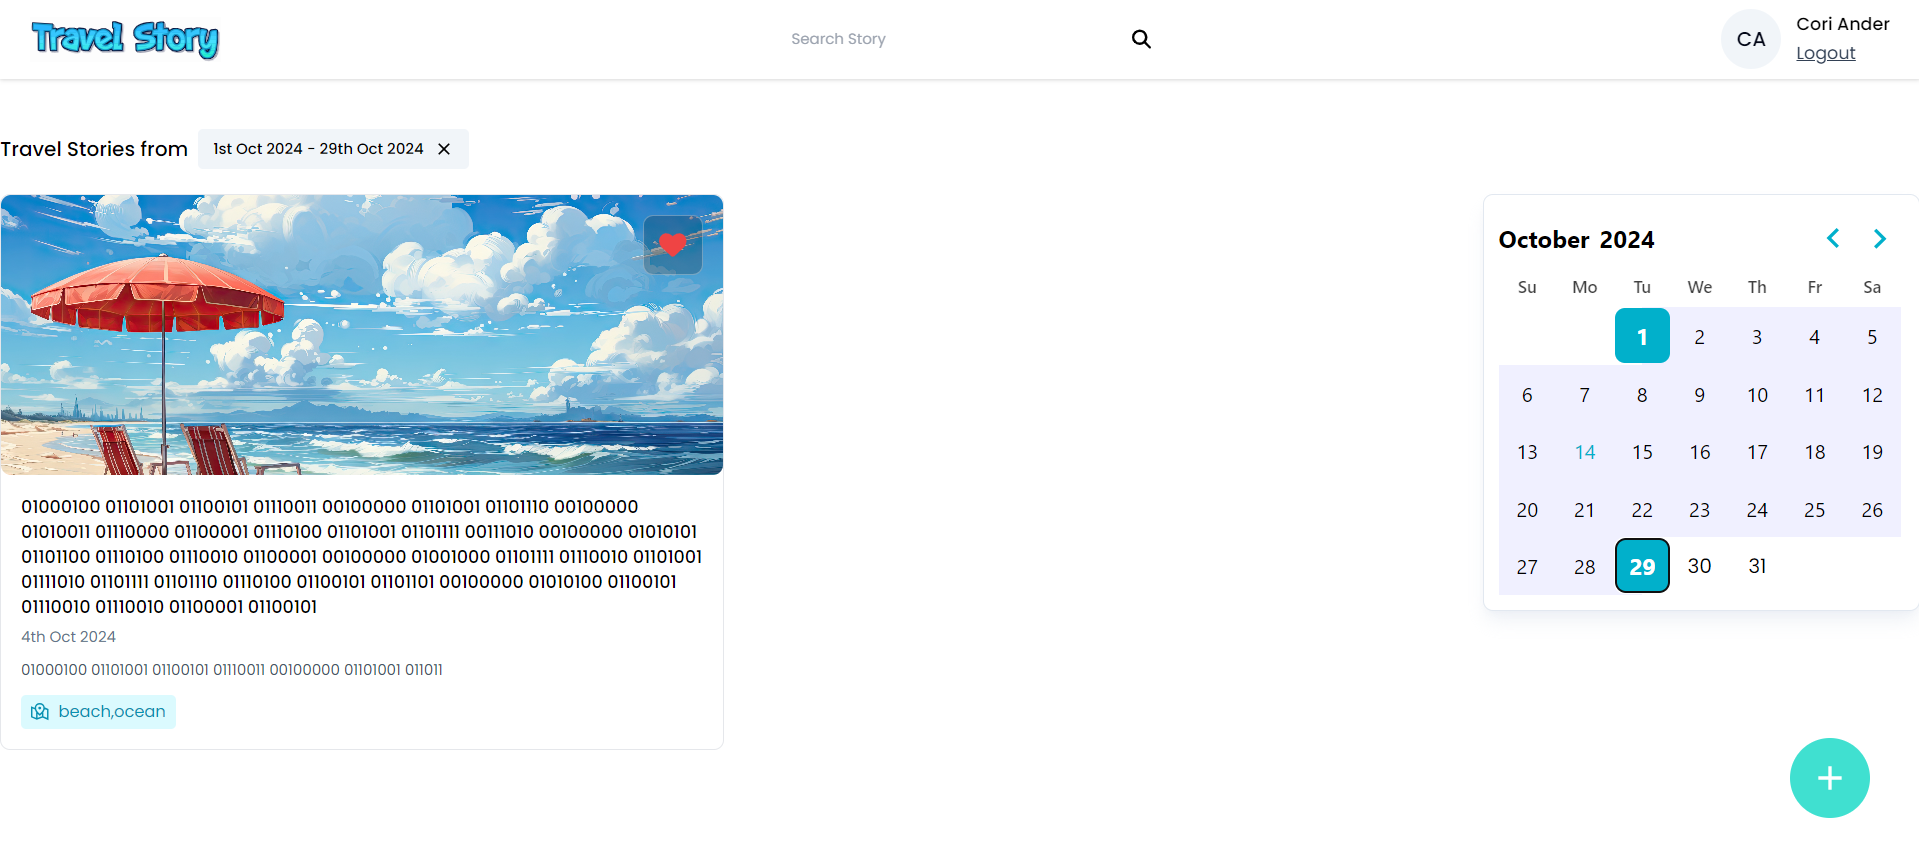 Travel Story
Search Story
CA
Cori Ander
Logout
Travel Stories from
1st Oct 2024 - 29th Oct 2024
01000100 01101001 01100101 01110011 00100000 01101001 01101110 00100000
01010011 01110000 01100001 01110100 01101001 01101111 00111010 00100000 01010101
01101100 01110100 01110010 01100001 00100000 01001000 01101111 01110010 01101001
01111010 01101111 01101110 01110100 01100101 01101101 00100000 01010100 01100101
01110010 01110010 01100001 01100101
4th Oct 2024
01000100 01101001 01100101 01110011 00100000 01101001 011011
beach,ocean
October 2024
Su Mo Tu We Th Fr Sa
1 2 3 4 5
6 7 8 9 10 11 12
13 14 15 16 17 18 19
20 21 22 23 24 25 26
27 28 29 30 31